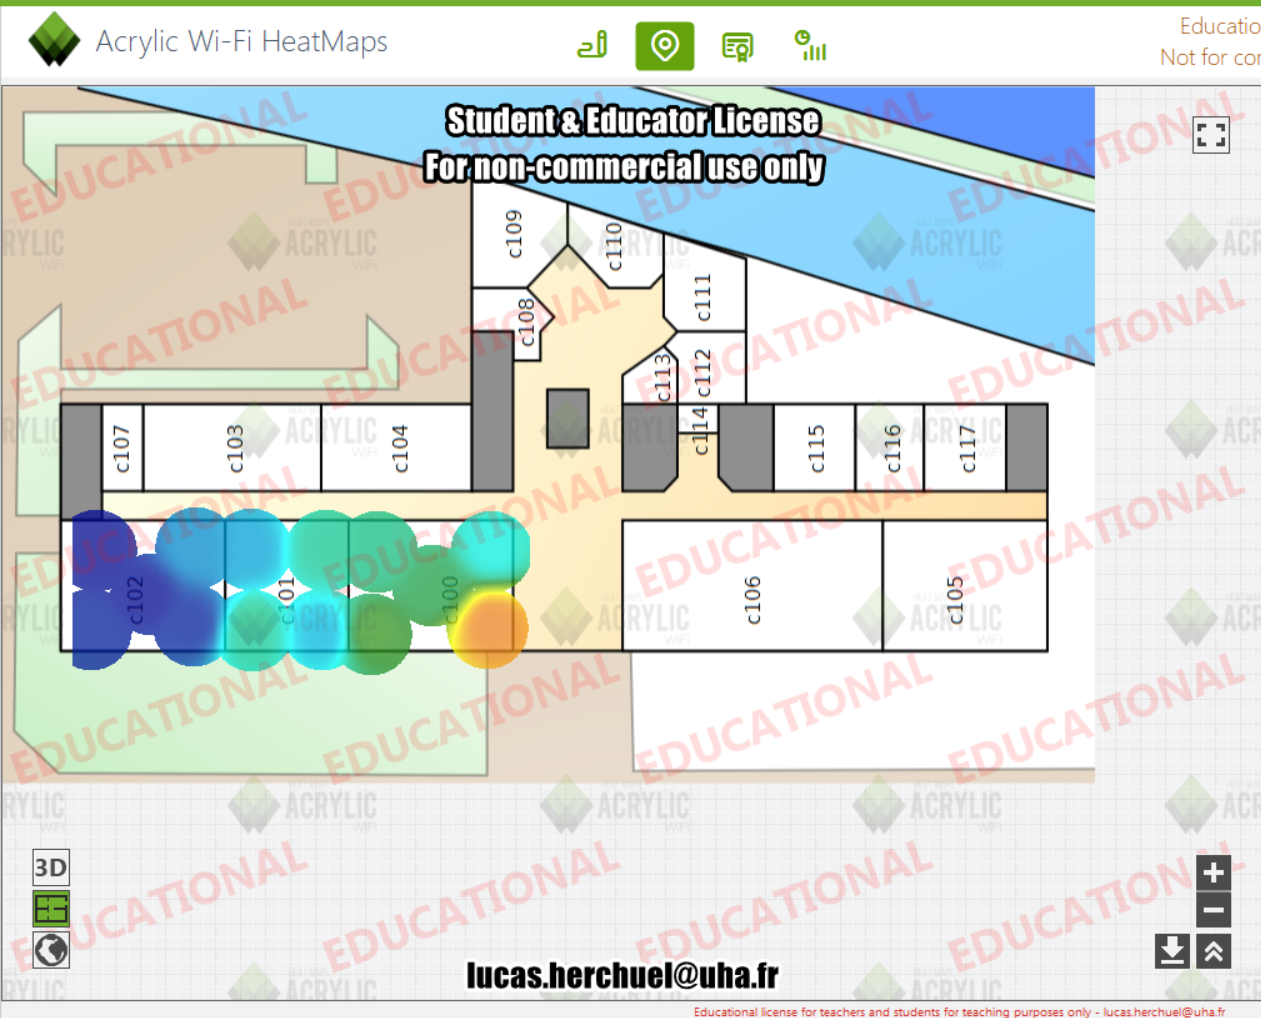 Acrylic Wi-Fi HeatMaps
Educatio
Not for cor
Student & Educator License
For non-commercial use only
EDUCATIONAL
ACRYLIC
c109
c110
c111
c108
c113
c112
c114
c107
c103
c104
c115
c116
c117
c102
c101
c100
c106
c105
3D
lucas.herchuel@uha.fr
Educational license for teachers and students for teaching purposes only - lucas.herchuel@uha.fr